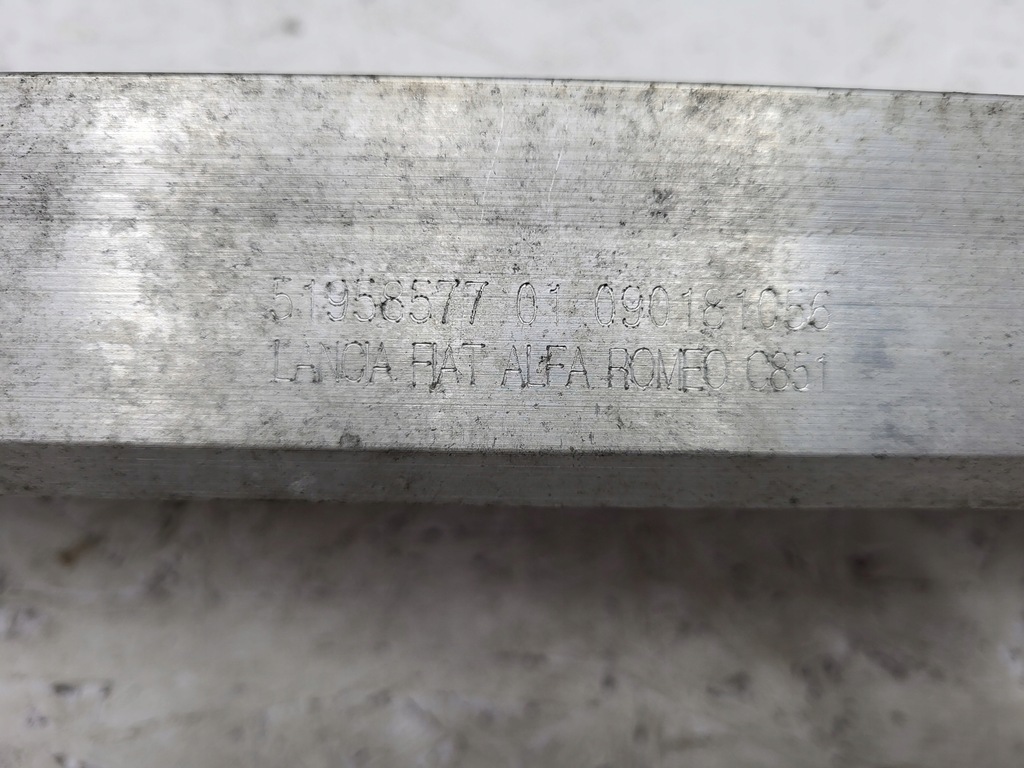 51958577 01 090181056
LANCIA FIAT ALFA ROMEO C851